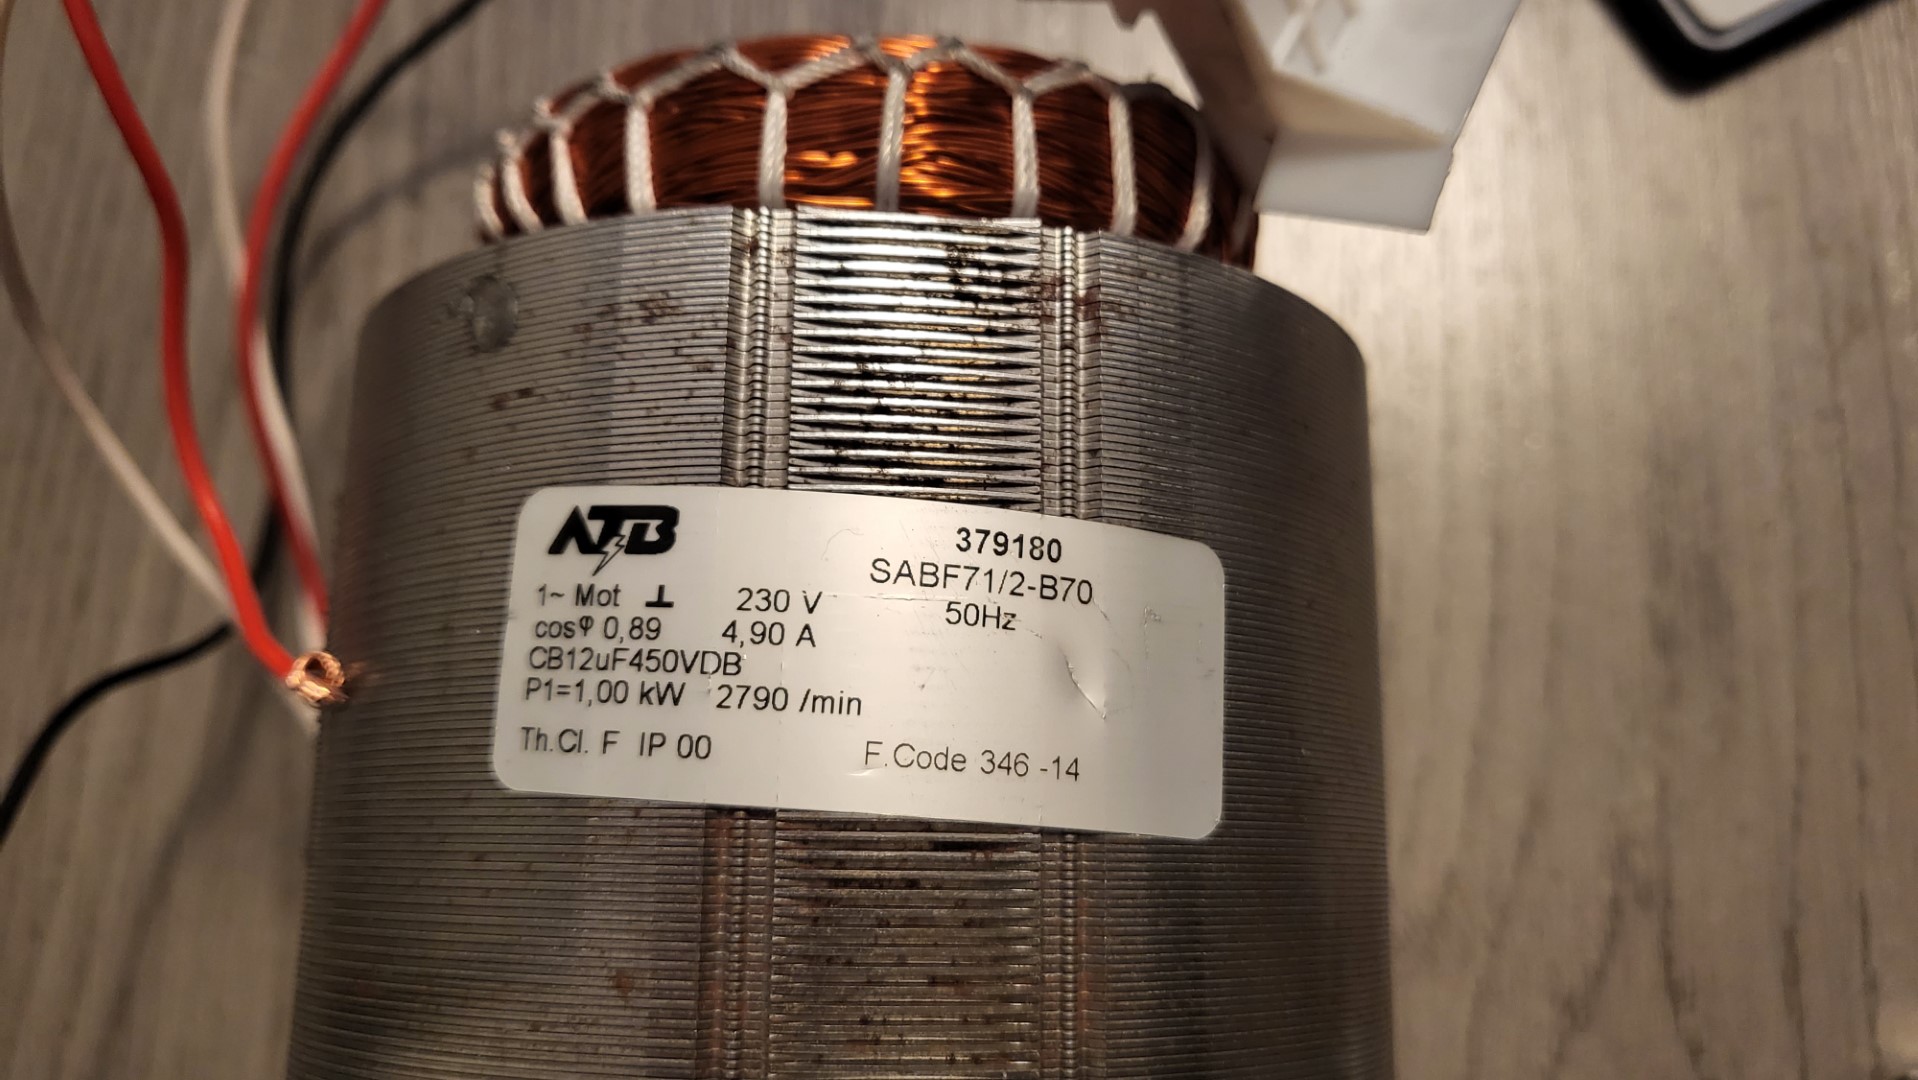 ATB
379180
SABF71/2-B70
1~ Mot ⊥ 230 V 50Hz
cosφ 0,89 4,90 A
CB12uF450VDB
P1=1,00 kW 2790 /min
Th.Cl. F IP 00 F.Code 346 -14